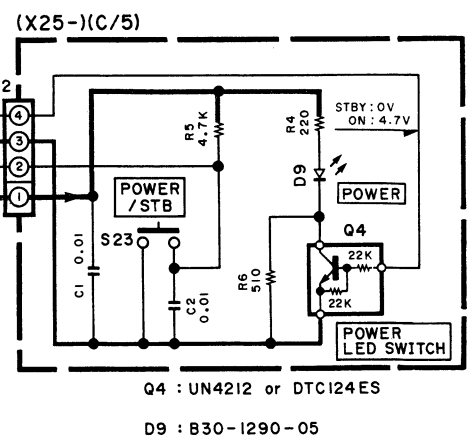 (X25-)(C/5)
2
4
3
2
1
R5
4.7K
R4
220
STBY : 0V
ON : 4.7V
D9
POWER
POWER
/STB
S23
C1 0.01
C2
0.01
R6
510
Q4
22K
22K
POWER
LED SWITCH
Q4 : UN4212 or DTC124ES
D9 : B30-1290-05